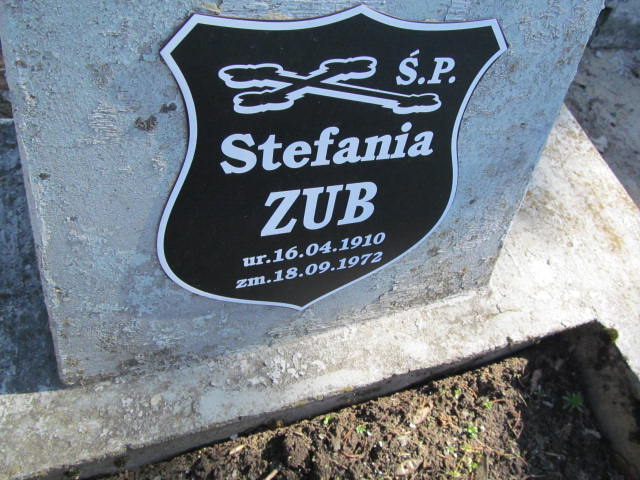 Ś.P.
Stefania
ZUB
ur.16.04.1910
zm.18.09.1972